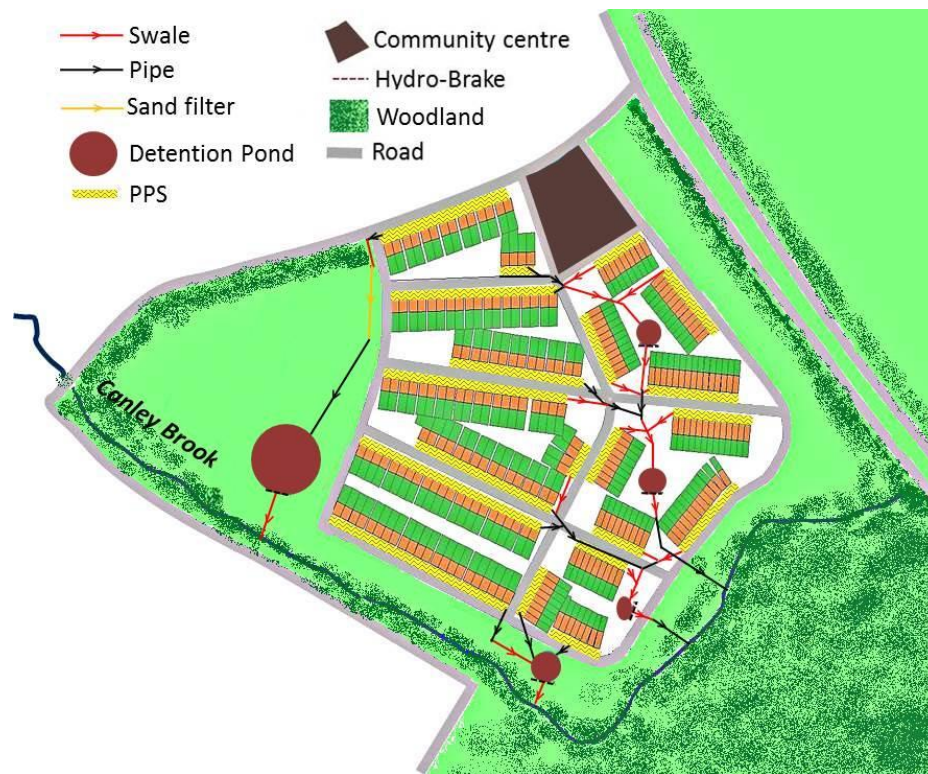 Swale
Pipe
Sand filter
Detention Pond
PPS
Community centre
Hydro-Brake
Woodland
Road
Canley Brook